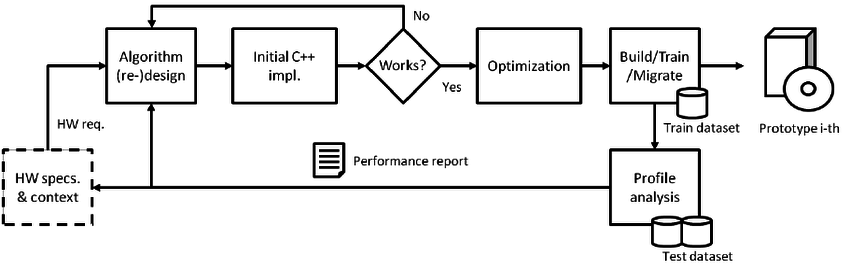 No
Algorithm
(re-)design
Initial C++
impl.
Works?
Yes
Optimization
Build/Train
/Migrate
Train dataset
Prototype i-th
HW req.
HW specs.
& context
Performance report
Profile
analysis
Test dataset